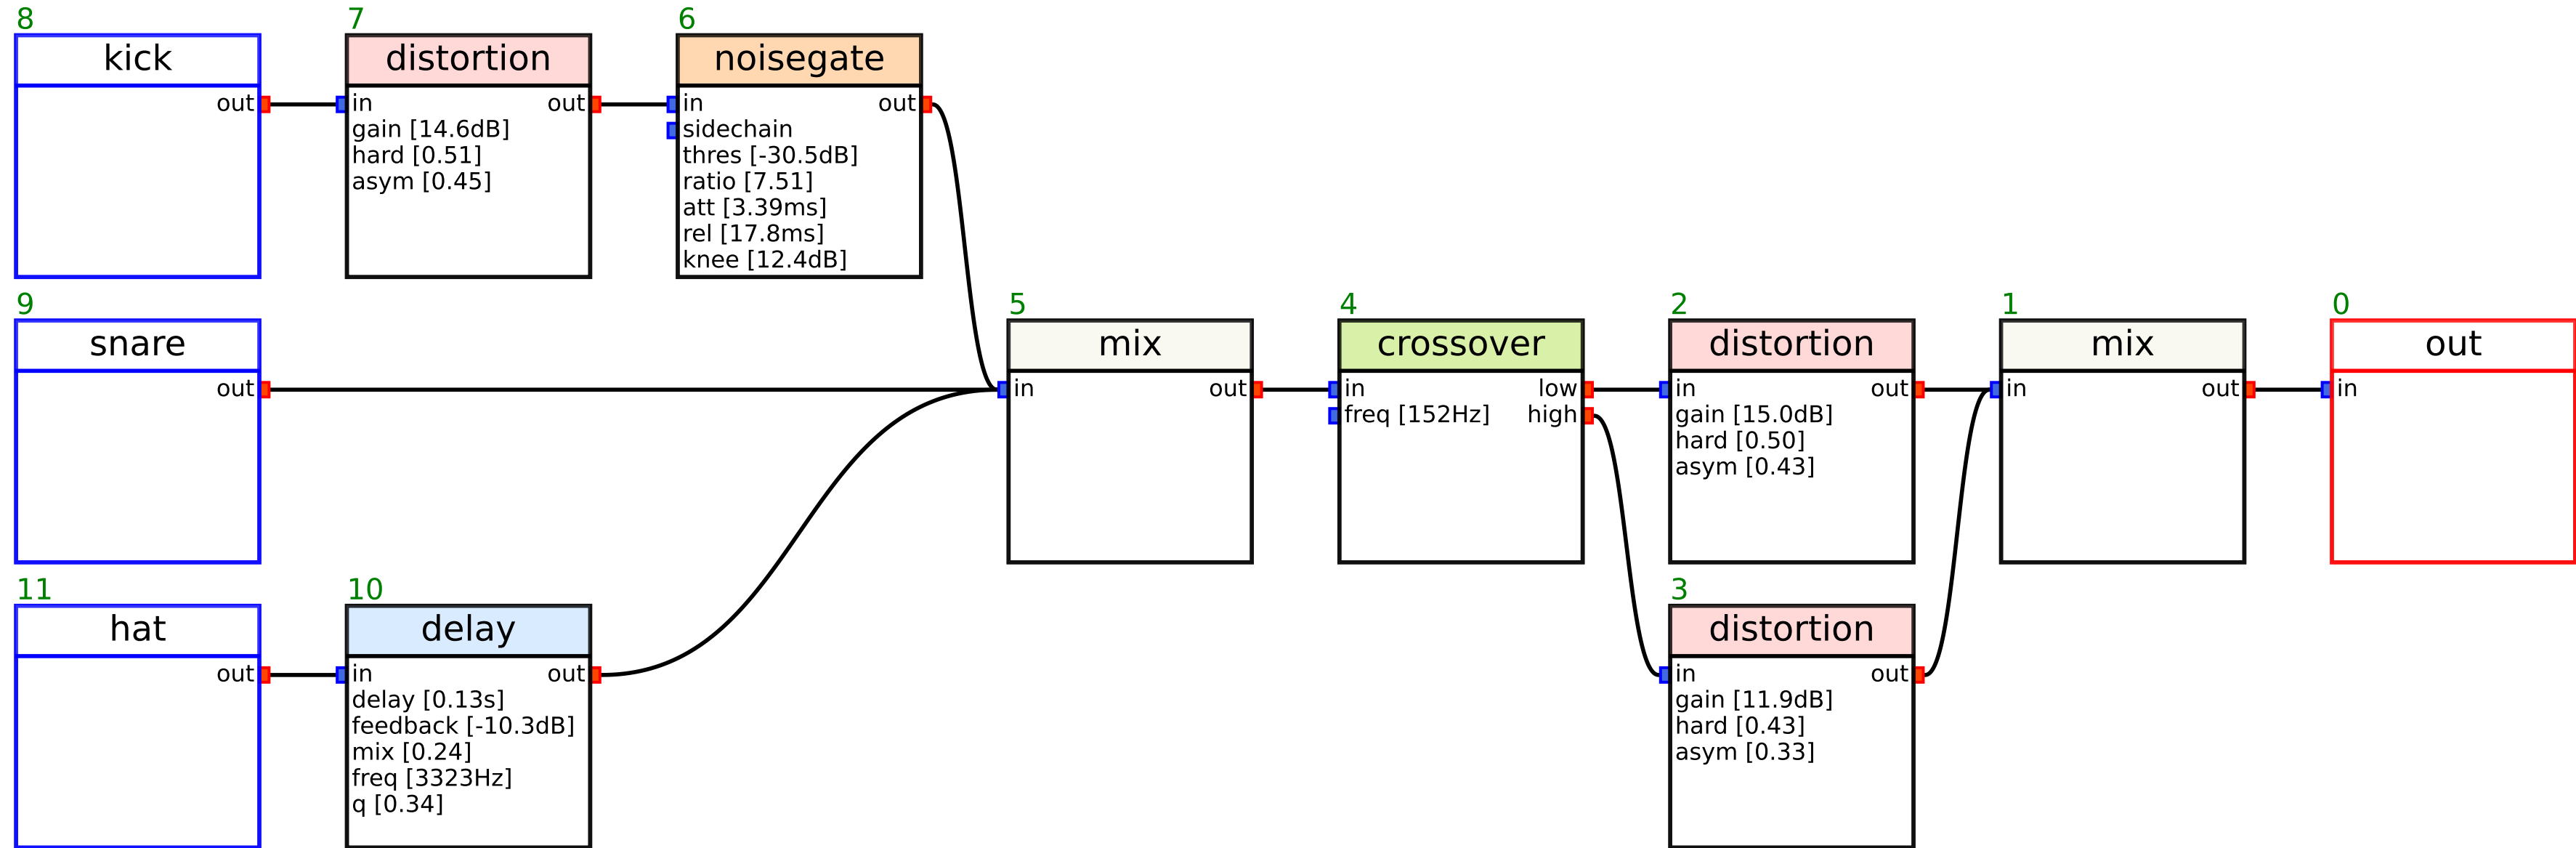 8
kick
out
7
distortion
in out
gain [14.6dB]
hard [0.51]
asym [0.45]
6
noisegate
in out
sidechain
thres [-30.5dB]
ratio [7.51]
att [3.39ms]
rel [17.8ms]
knee [12.4dB]
9
snare
out
5
mix
in out
4
crossover
in low
freq [152Hz] high
2
distortion
in out
gain [15.0dB]
hard [0.50]
asym [0.43]
1
mix
in out
0
out
in
11
hat
out
10
delay
in out
delay [0.13s]
feedback [-10.3dB]
mix [0.24]
freq [3323Hz]
q [0.34]
3
distortion
in out
gain [11.9dB]
hard [0.43]
asym [0.33]